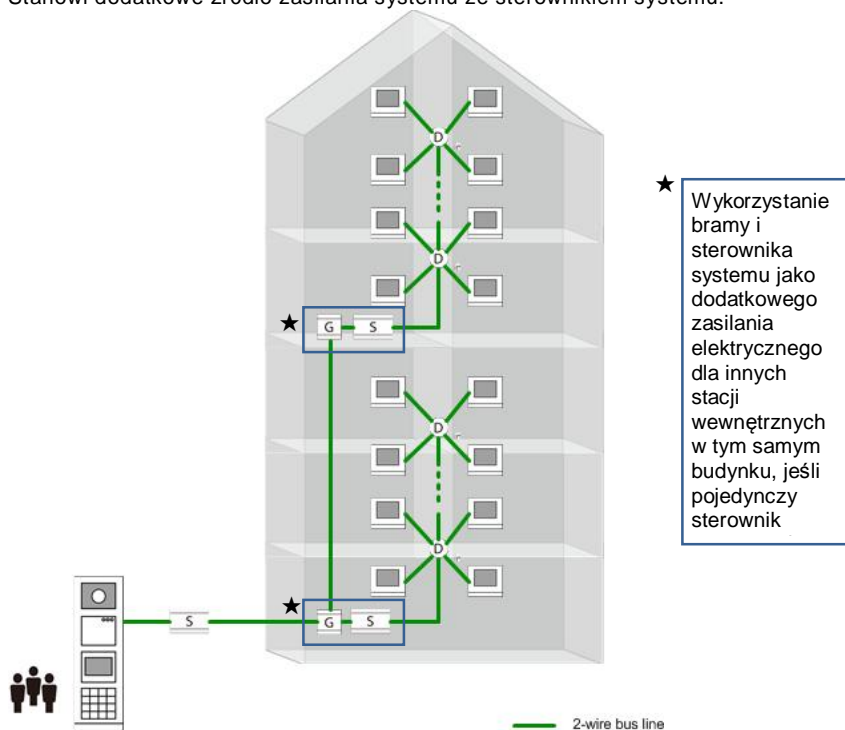 Stanowi dodatkowe źródło zasilania systemu ze sterownikiem systemu.
D
D
★ Wykorzystanie
bramy i
sterownika
systemu jako
dodatkowego
zasilania
elektrycznego
dla innych
stacji
wewnętrznych
w tym samym
budynku, jeśli
pojedynczy
sterownik
★ G S
D
D
S
★ G S
2-wire bus line